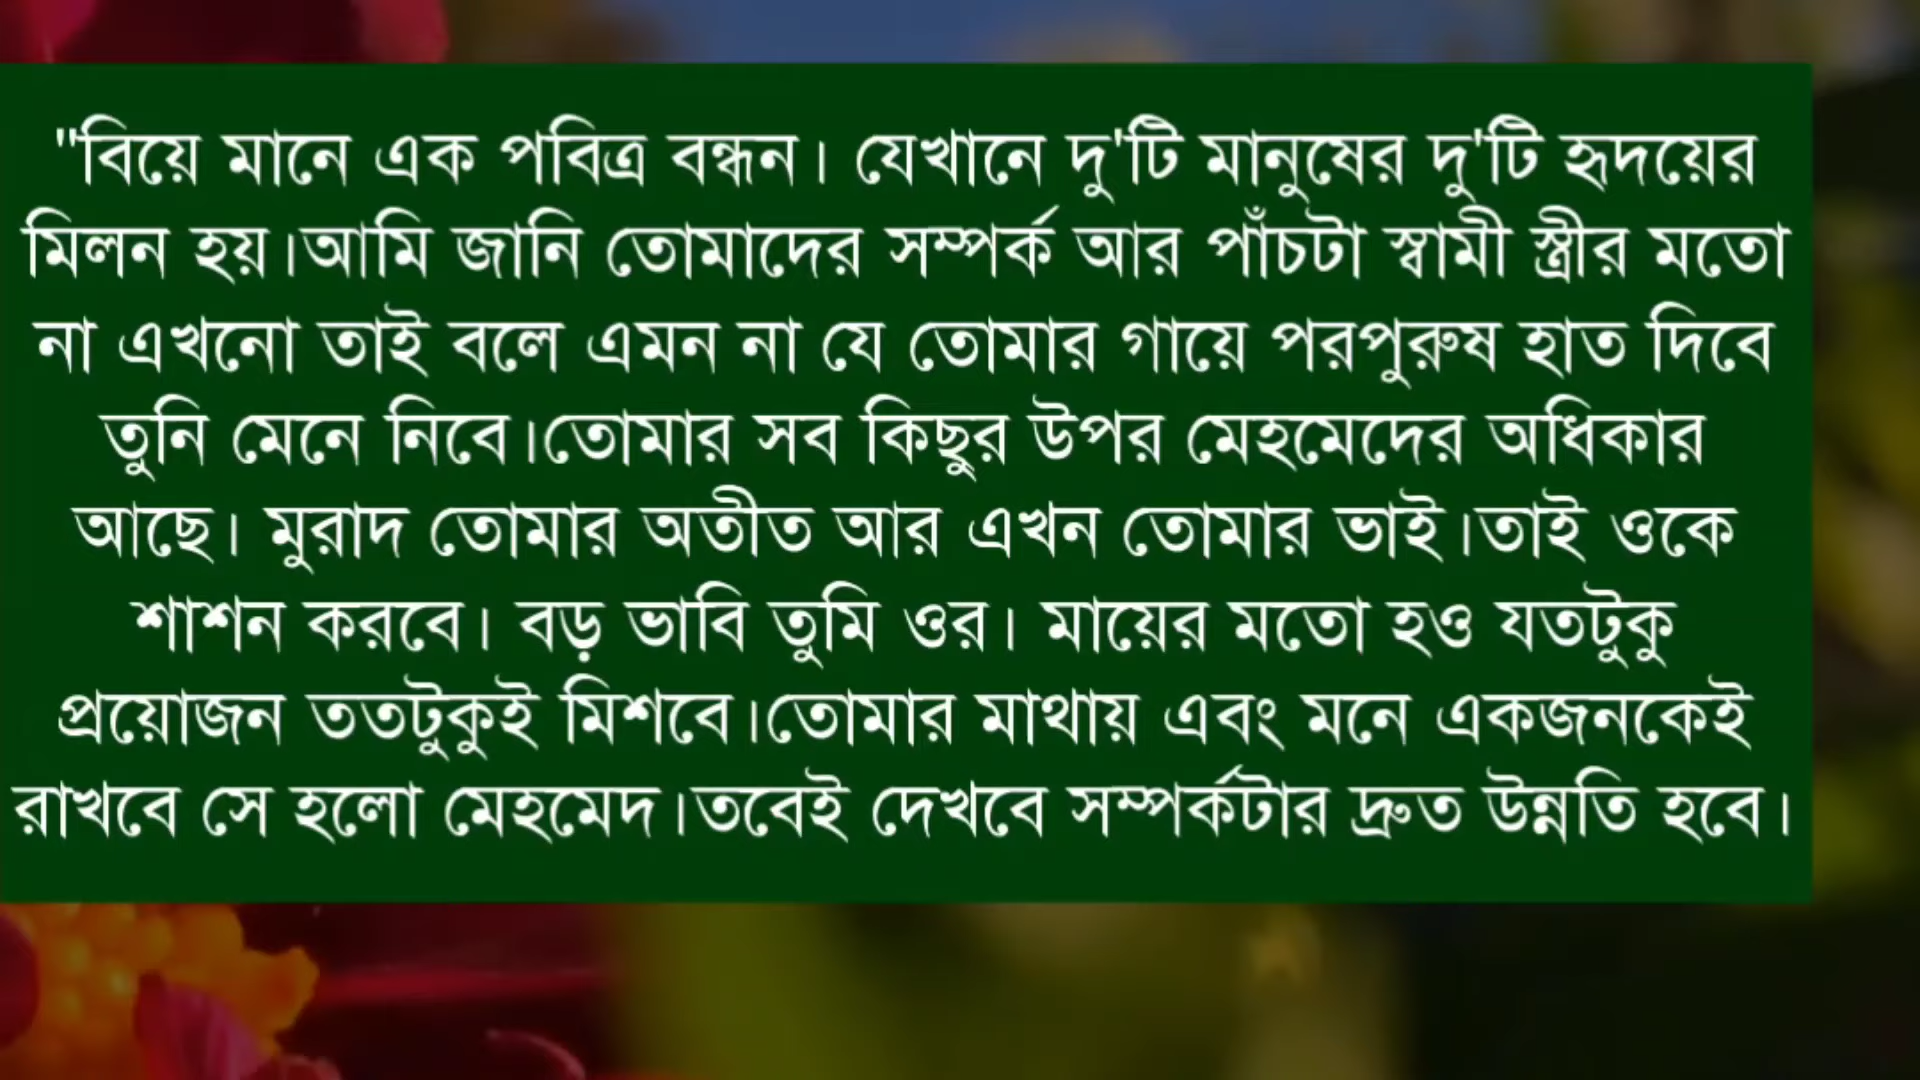 "বিয়ে মানে এক পবিত্র বন্ধন। যেখানে দু'টি মানুষের দু'টি হৃদয়ের
মিলন হয়।আমি জানি তোমাদের সম্পর্ক আর পাঁচটা স্বামী স্ত্রীর মতো
না এখনো তাই বলে এমন না যে তোমার গায়ে পরপুরুষ হাত দিবে
তুনি মেনে নিবে।তোমার সব কিছুর উপর মেহমেদের অধিকার
আছে। মুরাদ তোমার অতীত আর এখন তোমার ভাই।তাই ওকে
শাশন করবে। বড় ভাবি তুমি ওর। মায়ের মতো হও যতটুকু
প্রয়োজন ততটুকুই মিশবে।তোমার মাথায় এবং মনে একজনকেই
রাখবে সে হলো মেহমেদ।তবেই দেখবে সম্পর্কটার দ্রুত উন্নতি হবে।